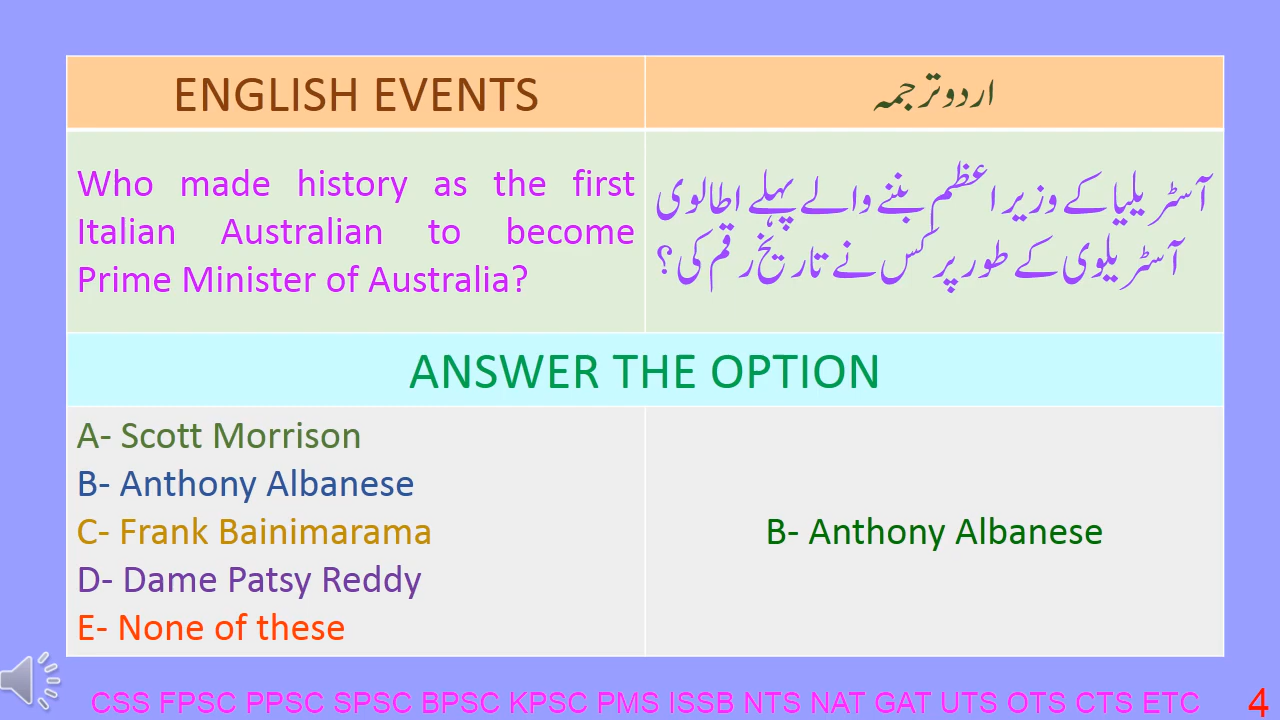 ENGLISH EVENTS
اردو ترجمہ
Who made history as the first
Italian Australian to become
Prime Minister of Australia?
آسٹریلیا کے وزیر اعظم بننے والے پہلے اطالوی
آسٹریلوی کے طور پر کس نے تاریخ رقم کی؟
ANSWER THE OPTION
A- Scott Morrison
B- Anthony Albanese
C- Frank Bainimarama
D- Dame Patsy Reddy
E- None of these
B- Anthony Albanese
CSS FPSC PPSC SPSC BPSC KPSC PMS ISSB NTS NAT GAT UTS OTS CTS ETC
4